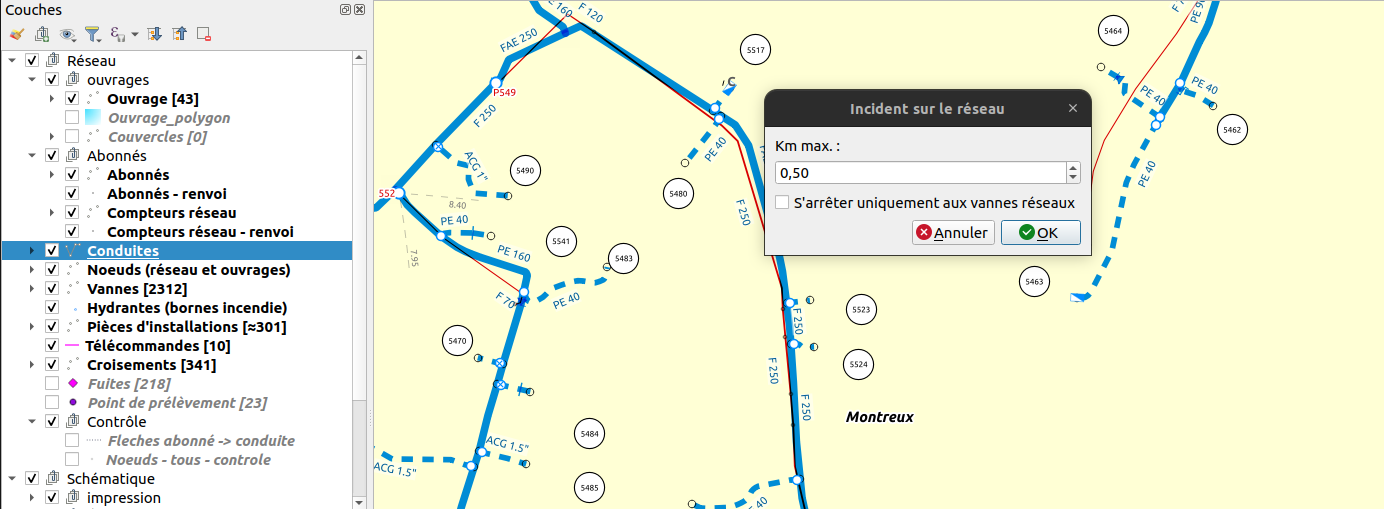 Couches
Réseau
ouvrages
Ouvrage [43]
Ouvrage_polygon
Couvercles [0]
Abonnés
Abonnés
Abonnés - renvoi
Compteurs réseau
Compteurs réseau - renvoi
Conduites
Noeuds (réseau et ouvrages)
Vannes [2312]
Hydrantes (bornes incendie)
Pièces d'installations [≈301]
Télécommandes [10]
Croisements [341]
Fuites [218]
Point de prélèvement [23]
Contrôle
Fleches abonné -> conduite
Noeuds - tous - controle
Schématique
impression
E 160
F 120
FAE 250
P549
F 250
ACG 1"
5490
552
8.40
7.95
PE 40
5541
PE 160
5483
F 70
PE 40
5470
5484
ACG 1.5"
ACG 1.5"
5485
5517
C
PE 40
5480
F 250
Incident sur le réseau
Km max. :
0,50
S'arrêter uniquement aux vannes réseaux
Annuler
OK
5464
PE 90
PE 40
PE 40
5462
PE 40
5463
5523
F 250
5524
F 250
F 250
Montreux
40